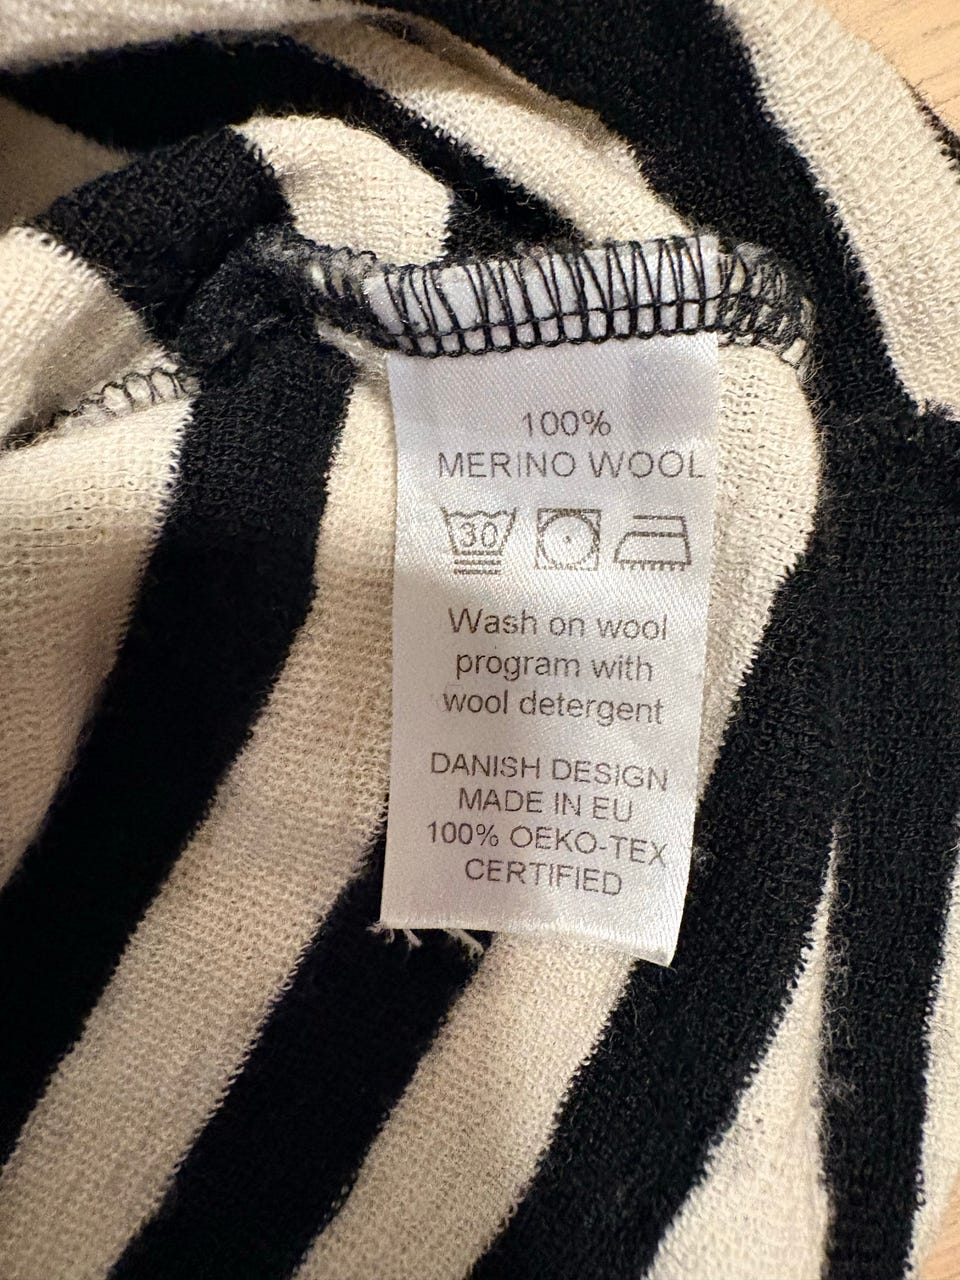 100%
MERINO WOOL
30
Wash on wool
program with
wool detergent
DANISH DESIGN
MADE IN EU
100% OEKO-TEX
CERTIFIED